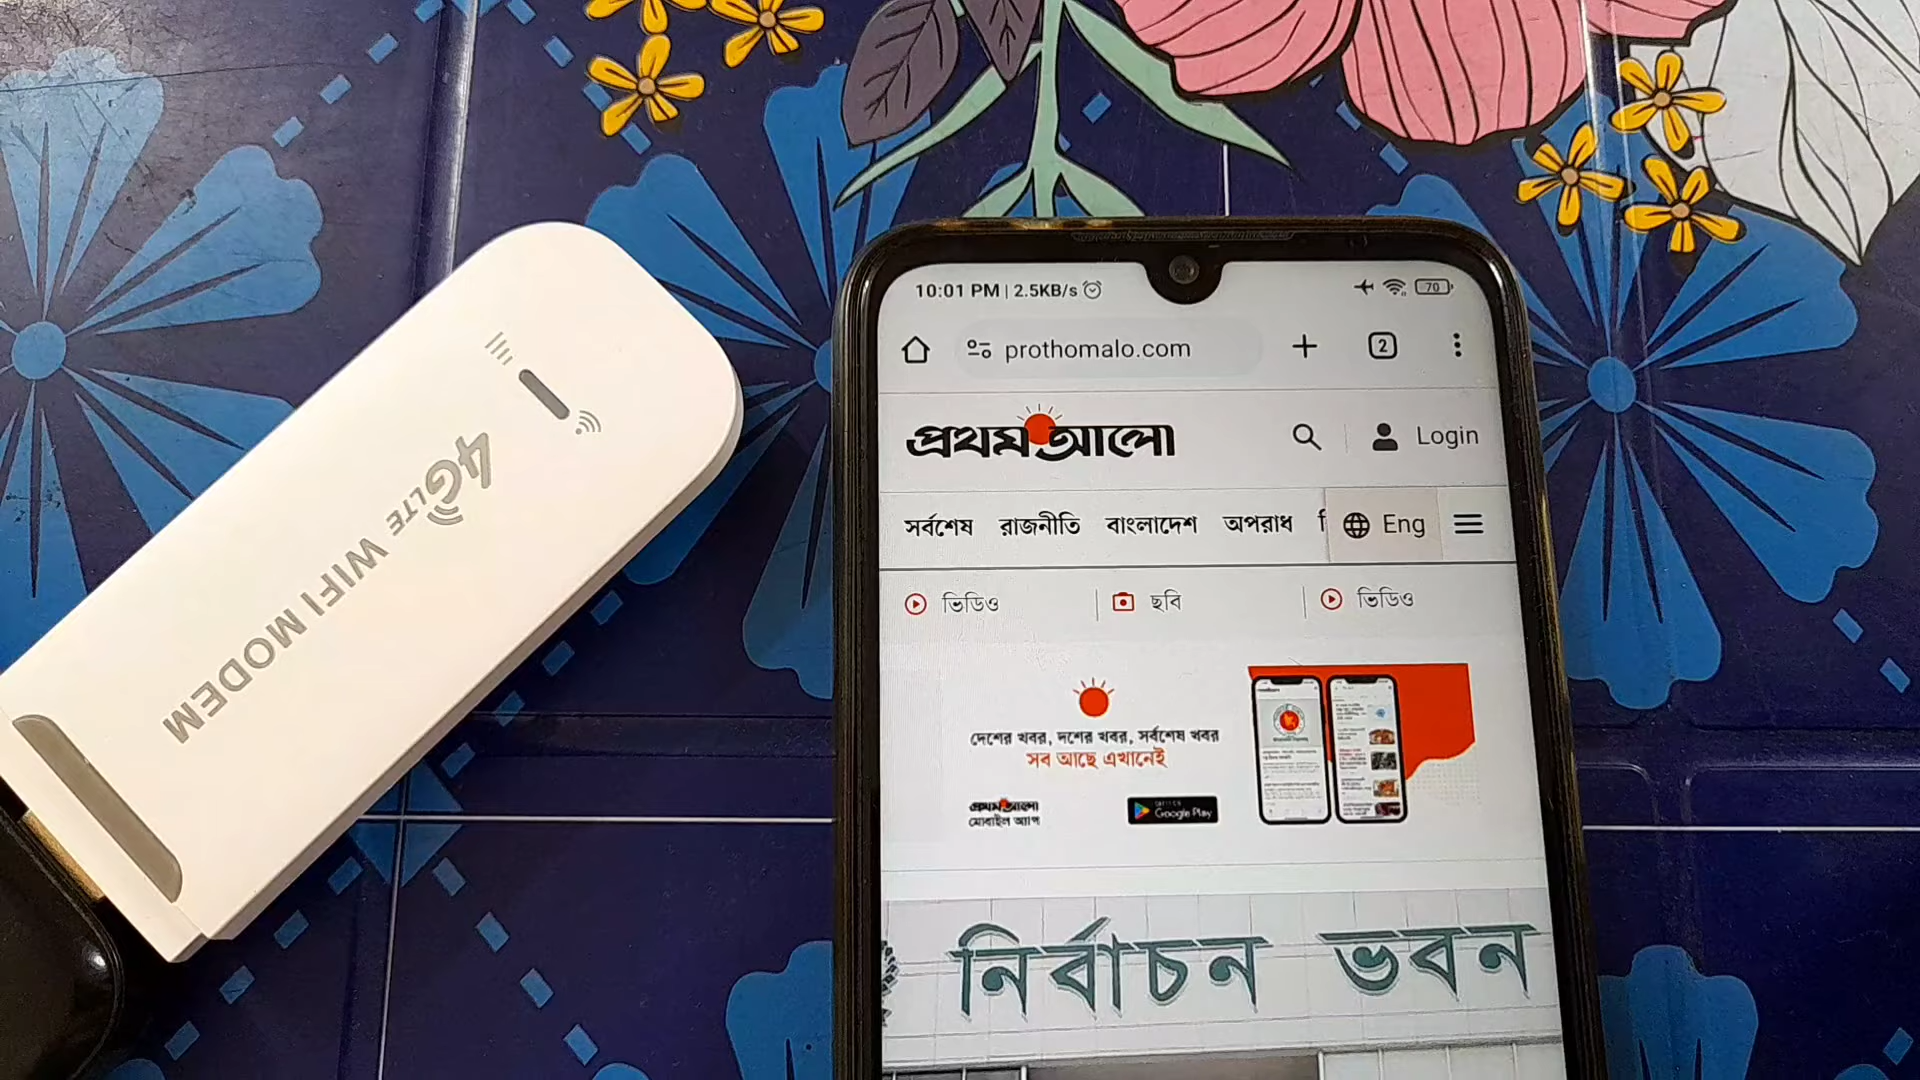 4G LTE WIFI MODEM
10:01 PM | 2.5KB/s
70
prothomalo.com
2
প্রথম আলো
Login
সর্বশেষ রাজনীতি বাংলাদেশ অপরাধ
Eng
ভিডিও ছবি ভিডিও
দেশের খবর, দশের খবর, সর্বশেষ খবর
সব আছে এখানেই
প্রথম আলো
মোবাইল অ্যাপ
Google Play
নির্বাচন ভবন